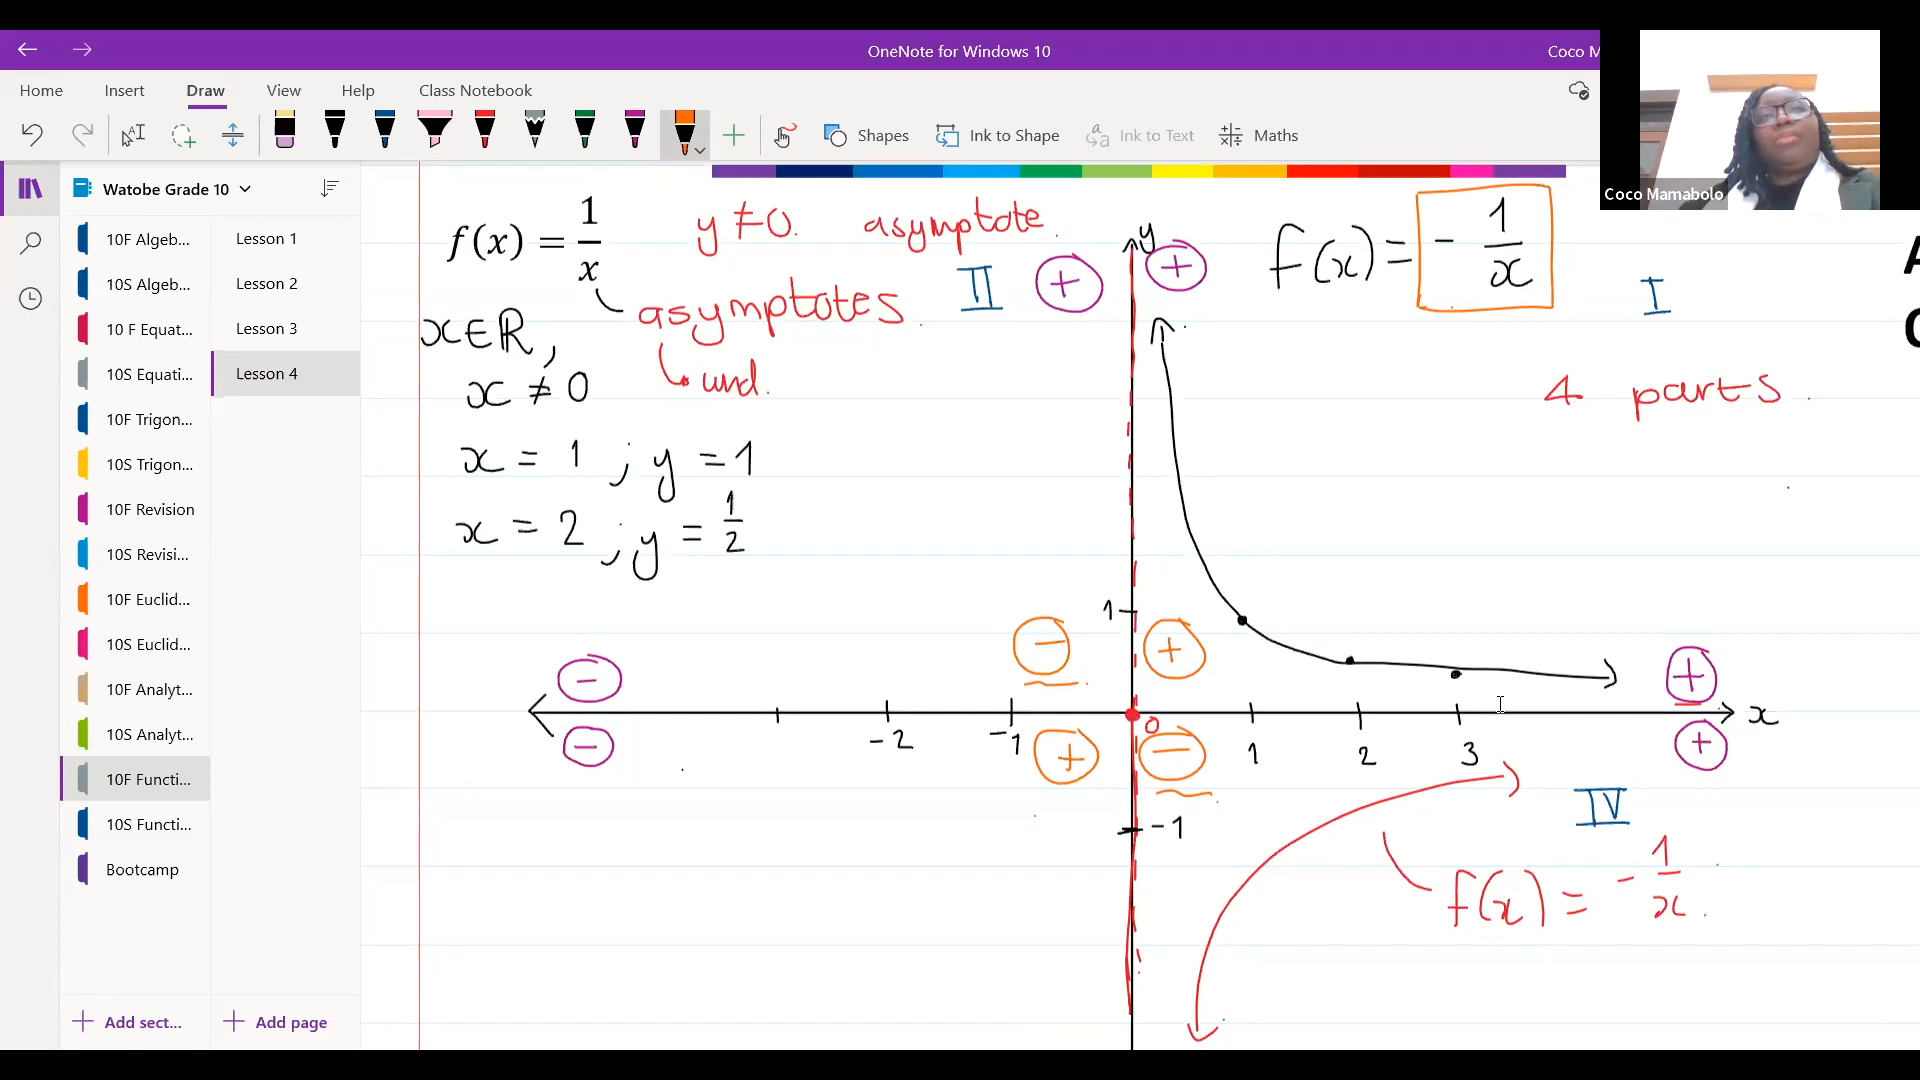 OneNote for Windows 10
Coco M
Home Insert Draw View Help Class Notebook
Shapes Ink to Shape Ink to Text Maths
Coco Mamabolo
Watobe Grade 10
10F Algeb...
10S Algeb...
10 F Equat...
10S Equati...
10F Trigon...
10S Trigon...
10F Revision
10S Revisi...
10F Euclid...
10S Euclid...
10F Analyt...
10S Analyt...
10F Functi...
10S Functi...
Bootcamp
Add sect...
Lesson 1
Lesson 2
Lesson 3
Lesson 4
Add page
f(x) = 1/x
y ≠ 0. asymptote.
asymptotes
und.
x ∈ ℝ,
x ≠ 0
x = 1 ; y = 1
x = 2 ; y = 1/2
II + y +
f(x) = - 1/x
I
4 parts.
1
- +
- +
x
- +
-2 -1 + 0 - 1 2 3
-1
IV
f(x) = - 1/x.
A